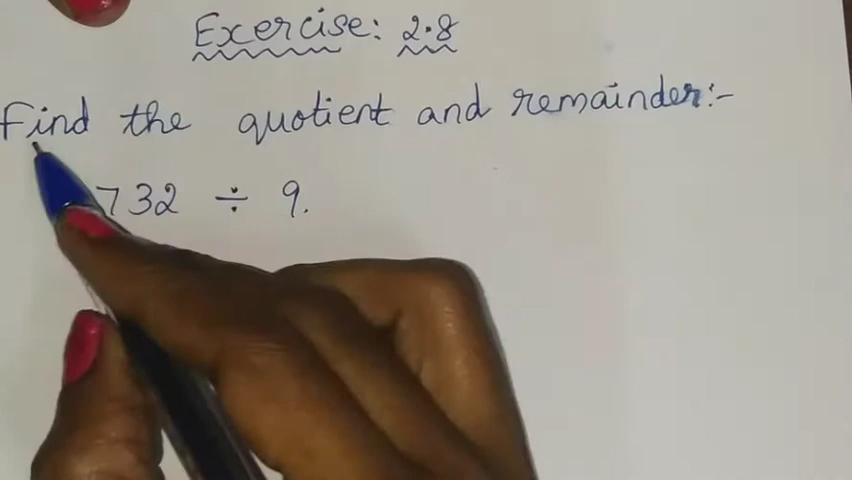 Exercise: 2.8
Find the quotient and remainder:-
732 ÷ 9.